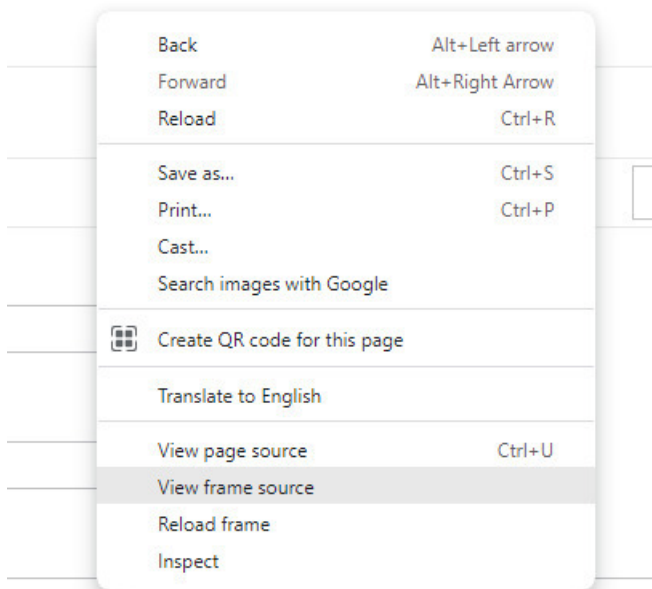 Back Alt+Left arrow
Forward Alt+Right Arrow
Reload Ctrl+R
Save as... Ctrl+S
Print... Ctrl+P
Cast...
Search images with Google
Create QR code for this page
Translate to English
View page source Ctrl+U
View frame source
Reload frame
Inspect